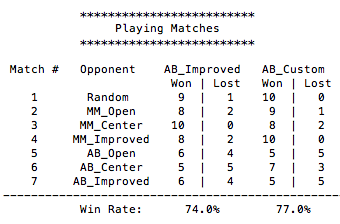 *************************
Playing Matches
*************************
Match #   Opponent    AB_Improved   AB_Custom
Won | Lost   Won | Lost
1   Random   9 | 1   10 | 0
2   MM_Open   8 | 2   9 | 1
3   MM_Center   10 | 0   8 | 2
4   MM_Improved   8 | 2   10 | 0
5   AB_Open   6 | 4   5 | 5
6   AB_Center   5 | 5   7 | 3
7   AB_Improved   6 | 4   5 | 5
--------------------------------------------------
Win Rate:   74.0%   77.0%